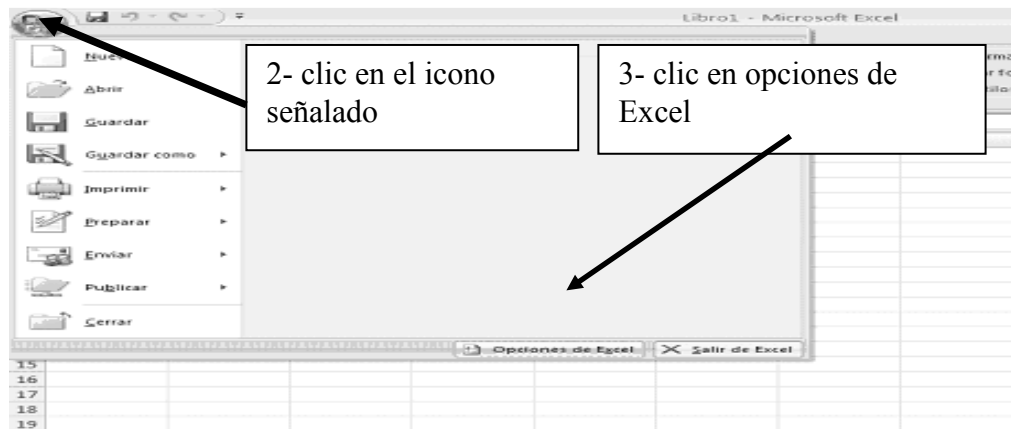 Libro1 - Microsoft Excel
2- clic en el icono
señalado
3- clic en opciones de
Excel
Abrir
Guardar
Guardar como
Imprimir
Preparar
Enviar
Publicar
Cerrar
Opciones de Excel
Salir de Excel
15
16
17
18
19